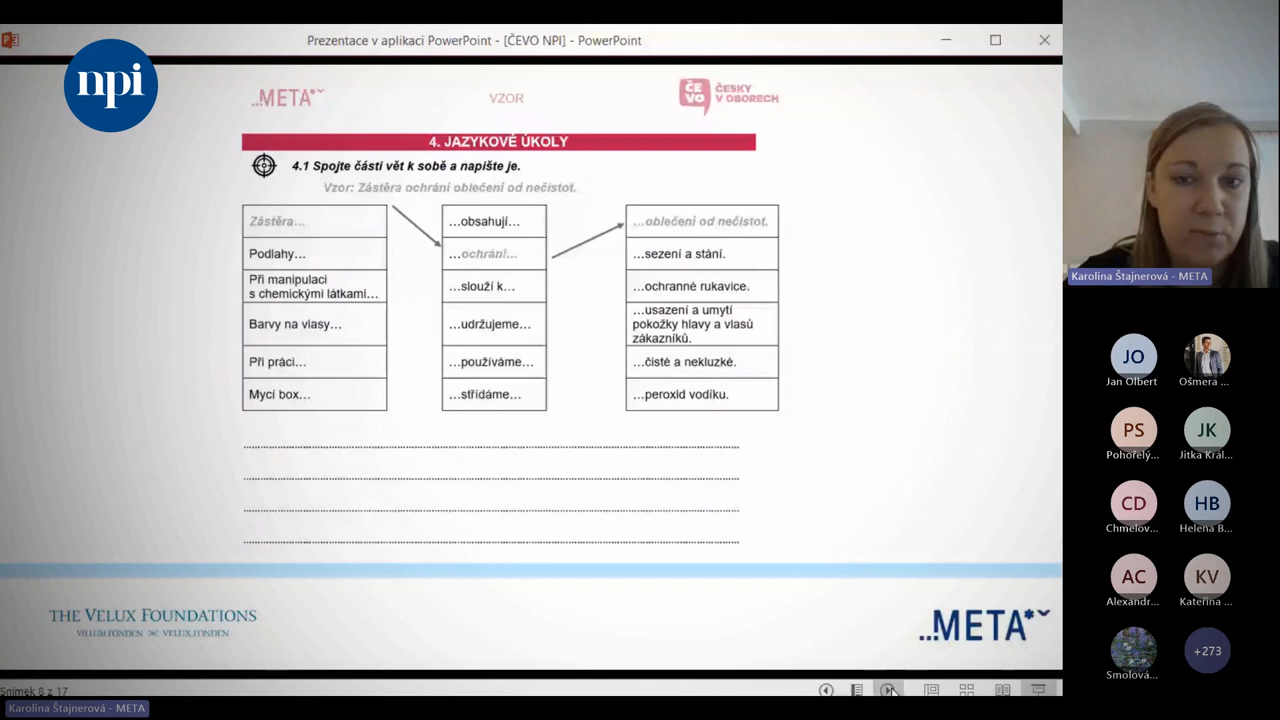 Prezentace v aplikaci PowerPoint - [ČEVO NPI] - PowerPoint
npi
...META
VZOR
ČE
VO
ČESKY
V OBORECH
4. JAZYKOVÉ ÚKOLY
4.1 Spojte části vět k sobě a napište je.
Vzor: Zástěra ochrání oblečení od nečistot.
Zástěra…
…obsahují…
…oblečení od nečistot.
Podlahy…
…ochrání…
…sezení a stání.
Při manipulaci
s chemickými látkami…
…slouží k…
…ochranné rukavice.
Barvy na vlasy…
…udržujeme…
…usazení a umytí
pokožky hlavy a vlasů
zákazníků.
Při práci…
…používáme…
…čisté a nekluzké.
Mycí box…
…střídáme…
…peroxid vodíku.
THE VELUX FOUNDATIONS
VILLUM FONDEN VELUX FONDEN
...META*ˇ
Snímek 8 z 17
Karolina Štajnerová - META
Karolina Štajnerová - META
JO
Jan Olbert
Ošmera ...
PS
Pohořelý...
JK
Jitka Král...
CD
Chmelov...
HB
Helena B...
AC
Alexandr...
KV
Kateřina ...
Smolová...
+273